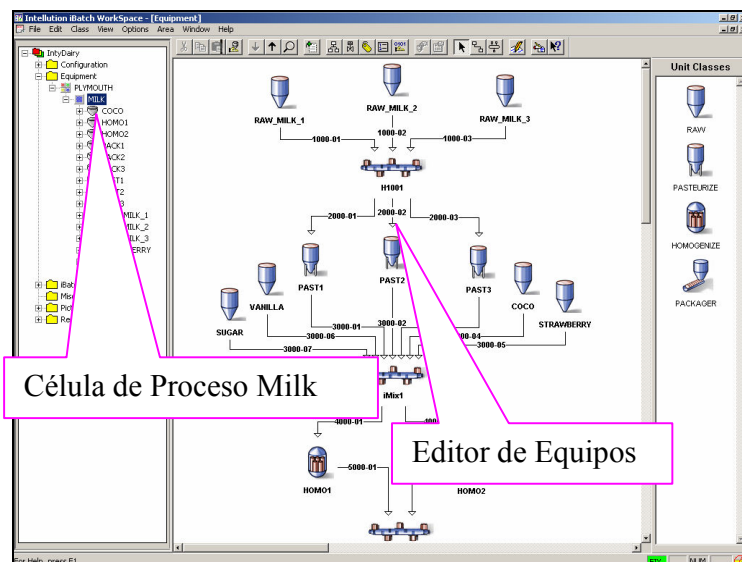 Intellution iBatch WorkSpace - [Equipment]
File Edit Class View Options Area Window Help
IntyDairy
Configuration
Equipment
PLYMOUTH
MILK
COCO
HOMO1
HOMO2
Unit Classes
RAW
PASTEURIZE
HOMOGENIZE
PACKAGER
RAW_MILK_1
RAW_MILK_2
RAW_MILK_3
1000-01
1000-02
1000-03
H1001
2000-01
2000-02
2000-03
PAST1
PAST2
PAST3
SUGAR
VANILLA
COCO
STRAWBERRY
3000-01
3000-02
3000-06
3000-07
3000-05
iMix1
Célula de Proceso Milk
Editor de Equipos
4000-01
HOMO1
5000-01
HOMO2
For Help, press F1
NUM